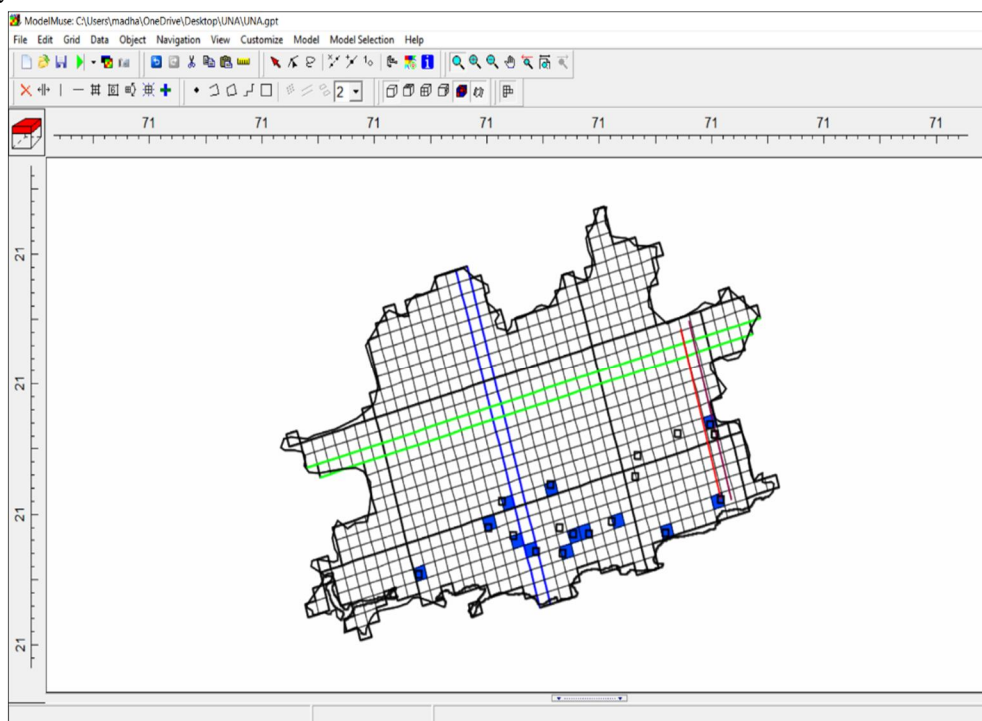 ModelMuse: C:\Users\madha\OneDrive\Desktop\UNA\UNA.gpt
File Edit Grid Data Object Navigation View Customize Model Model Selection Help
2
71 71 71 71 71 71 71 71
21
21
21
21